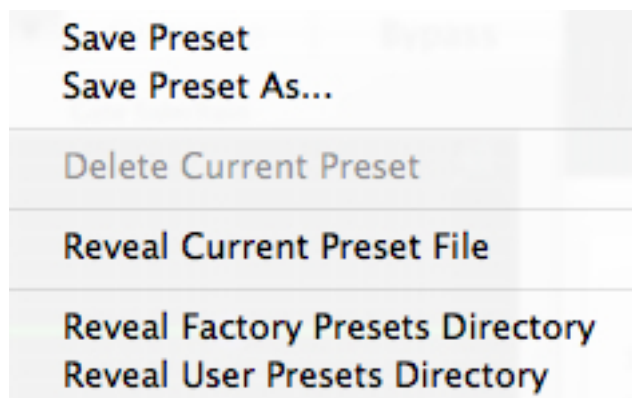 Save Preset
Save Preset As...
Delete Current Preset
Reveal Current Preset File
Reveal Factory Presets Directory
Reveal User Presets Directory